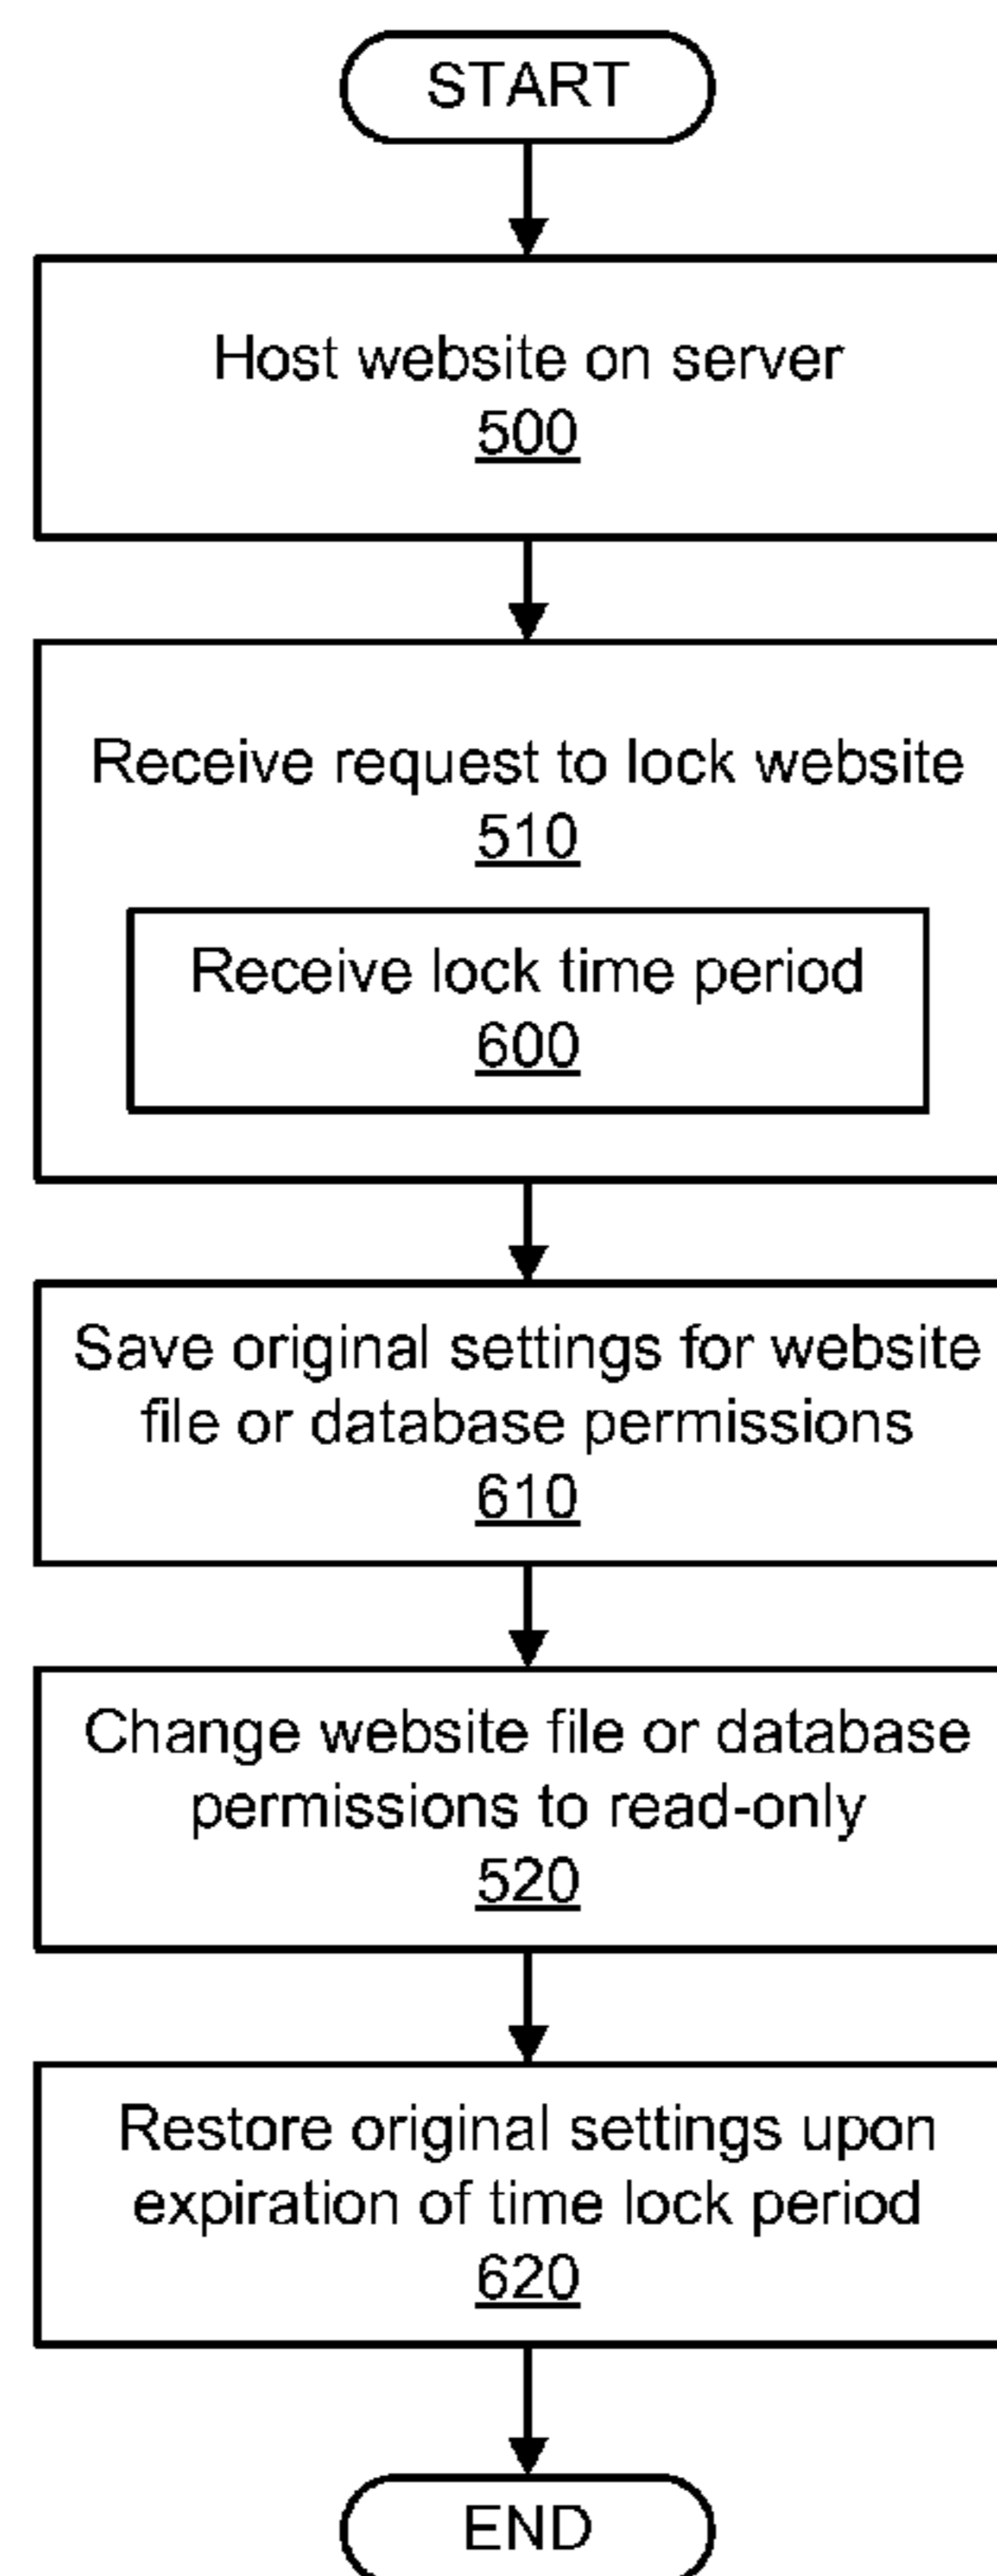 START
Host website on server
500
Receive request to lock website
510
Receive lock time period
600
Save original settings for website
file or database permissions
610
Change website file or database
permissions to read-only
520
Restore original settings upon
expiration of time lock period
620
END